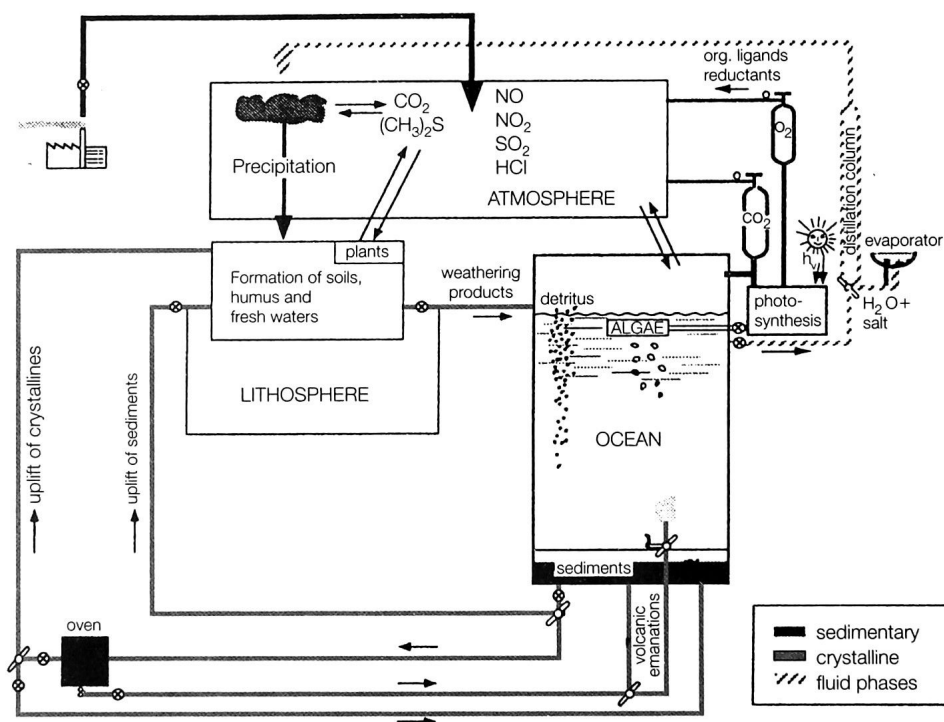 org. ligands
reductants
CO2
(CH3)2S
NO
NO2
SO2
HCl
O2
Precipitation
ATMOSPHERE
CO2
distillation column
evaporator
hν
plants
Formation of soils,
humus and
fresh waters
weathering
products
detritus
photo-
synthesis
H2O+
salt
ALGAE
LITHOSPHERE
OCEAN
uplift of crystallines
uplift of sediments
sediments
oven
volcanic
emanations
sedimentary
crystalline
fluid phases